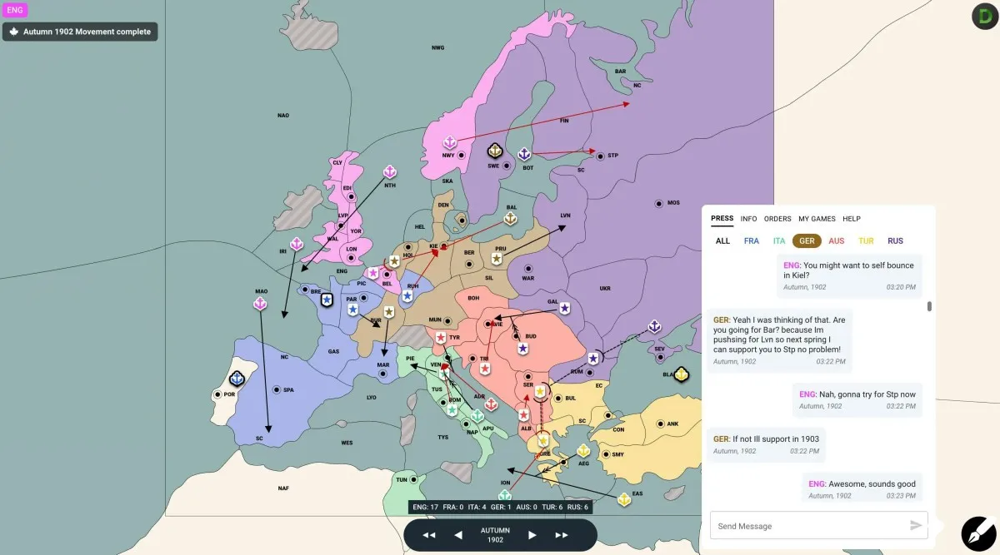 ENG
Autumn 1902 Movement complete
D
NWG
BAR
NC
NAO
FIN
NWY
SWE
BOT
STP
SC
CLY
NTH
SKA
EDI
MOS
DEN
BAL
LVN
LVP
HEL
YOR
WAL
IRI
LON
HOL
KIE
BER
PRU
ENG
BEL
WAR
MAO
PIC
RUH
SIL
BRE
PAR
UKR
BOH
GAL
BUR
MUN
VIE
TYR
BUD
SEV
GAS
NC
MAR
PIE
VEN
TRI
RUM
BLA
POR
SPA
TUS
SER
EC
LYO
ROM
ADR
BUL
SC
WES
NAP
APU
ALB
CON
ANK
SC
TYS
GRE
AEG
SMY
TUN
NAF
ION
EAS
ENG: 17 FRA: 0 ITA: 4 GER: 1 AUS: 0 TUR: 6 RUS: 6
AUTUMN
1902
PRESS INFO ORDERS MY GAMES HELP
ALL FRA ITA GER AUS TUR RUS
ENG: You might want to self bounce
in Kiel?
Autumn, 1902 03:20 PM
GER: Yeah I was thinking of that. Are
you going for Bar? because Im
pushsing for Lvn so next spring I
can support you to Stp no problem!
Autumn, 1902 03:22 PM
ENG: Nah, gonna try for Stp now
Autumn, 1902 03:22 PM
GER: If not Ill support in 1903
Autumn, 1902 03:22 PM
ENG: Awesome, sounds good
Autumn, 1902 03:23 PM
Send Message